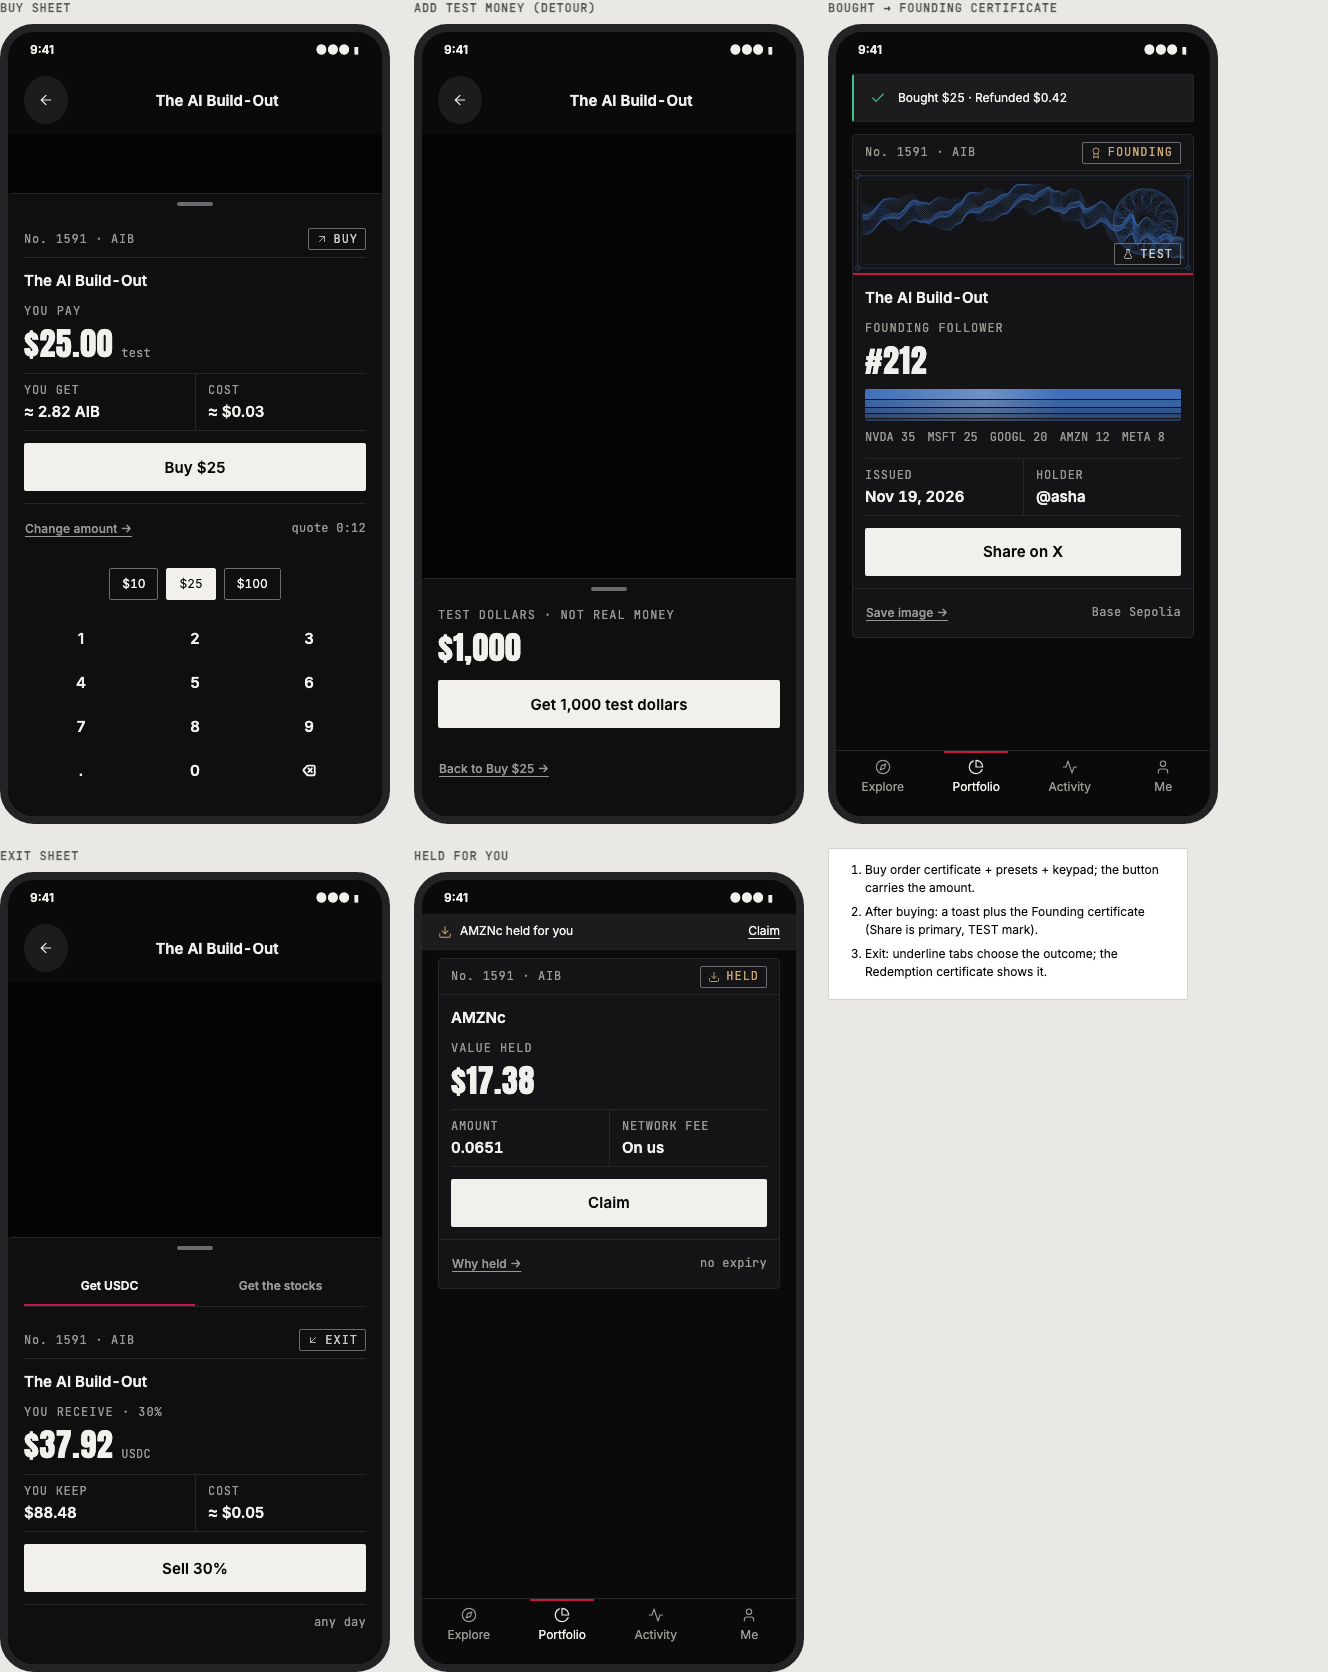 BUY SHEET
9:41
The AI Build-Out
No. 1591 · AIB
BUY
The AI Build-Out
YOU PAY
$25.00 test
YOU GET
≈ 2.82 AIB
COST
≈ $0.03
Buy $25
Change amount →
quote 0:12
$10 $25 $100
1 2 3
4 5 6
7 8 9
. 0
ADD TEST MONEY (DETOUR)
9:41
The AI Build-Out
TEST DOLLARS · NOT REAL MONEY
$1,000
Get 1,000 test dollars
Back to Buy $25 →
BOUGHT → FOUNDING CERTIFICATE
9:41
Bought $25 · Refunded $0.42
No. 1591 · AIB
FOUNDING
TEST
The AI Build-Out
FOUNDING FOLLOWER
#212
NVDA 35 MSFT 25 GOOGL 20 AMZN 12 META 8
ISSUED
Nov 19, 2026
HOLDER
@asha
Share on X
Save image →
Base Sepolia
Explore Portfolio Activity Me
EXIT SHEET
9:41
The AI Build-Out
Get USDC Get the stocks
No. 1591 · AIB
EXIT
The AI Build-Out
YOU RECEIVE · 30%
$37.92 USDC
YOU KEEP
$88.48
COST
≈ $0.05
Sell 30%
any day
HELD FOR YOU
9:41
AMZNc held for you
Claim
No. 1591 · AIB
HELD
AMZNc
VALUE HELD
$17.38
AMOUNT
0.0651
NETWORK FEE
On us
Claim
Why held →
no expiry
Explore Portfolio Activity Me
1. Buy order certificate + presets + keypad; the button
carries the amount.
2. After buying: a toast plus the Founding certificate
(Share is primary, TEST mark).
3. Exit: underline tabs choose the outcome; the
Redemption certificate shows it.